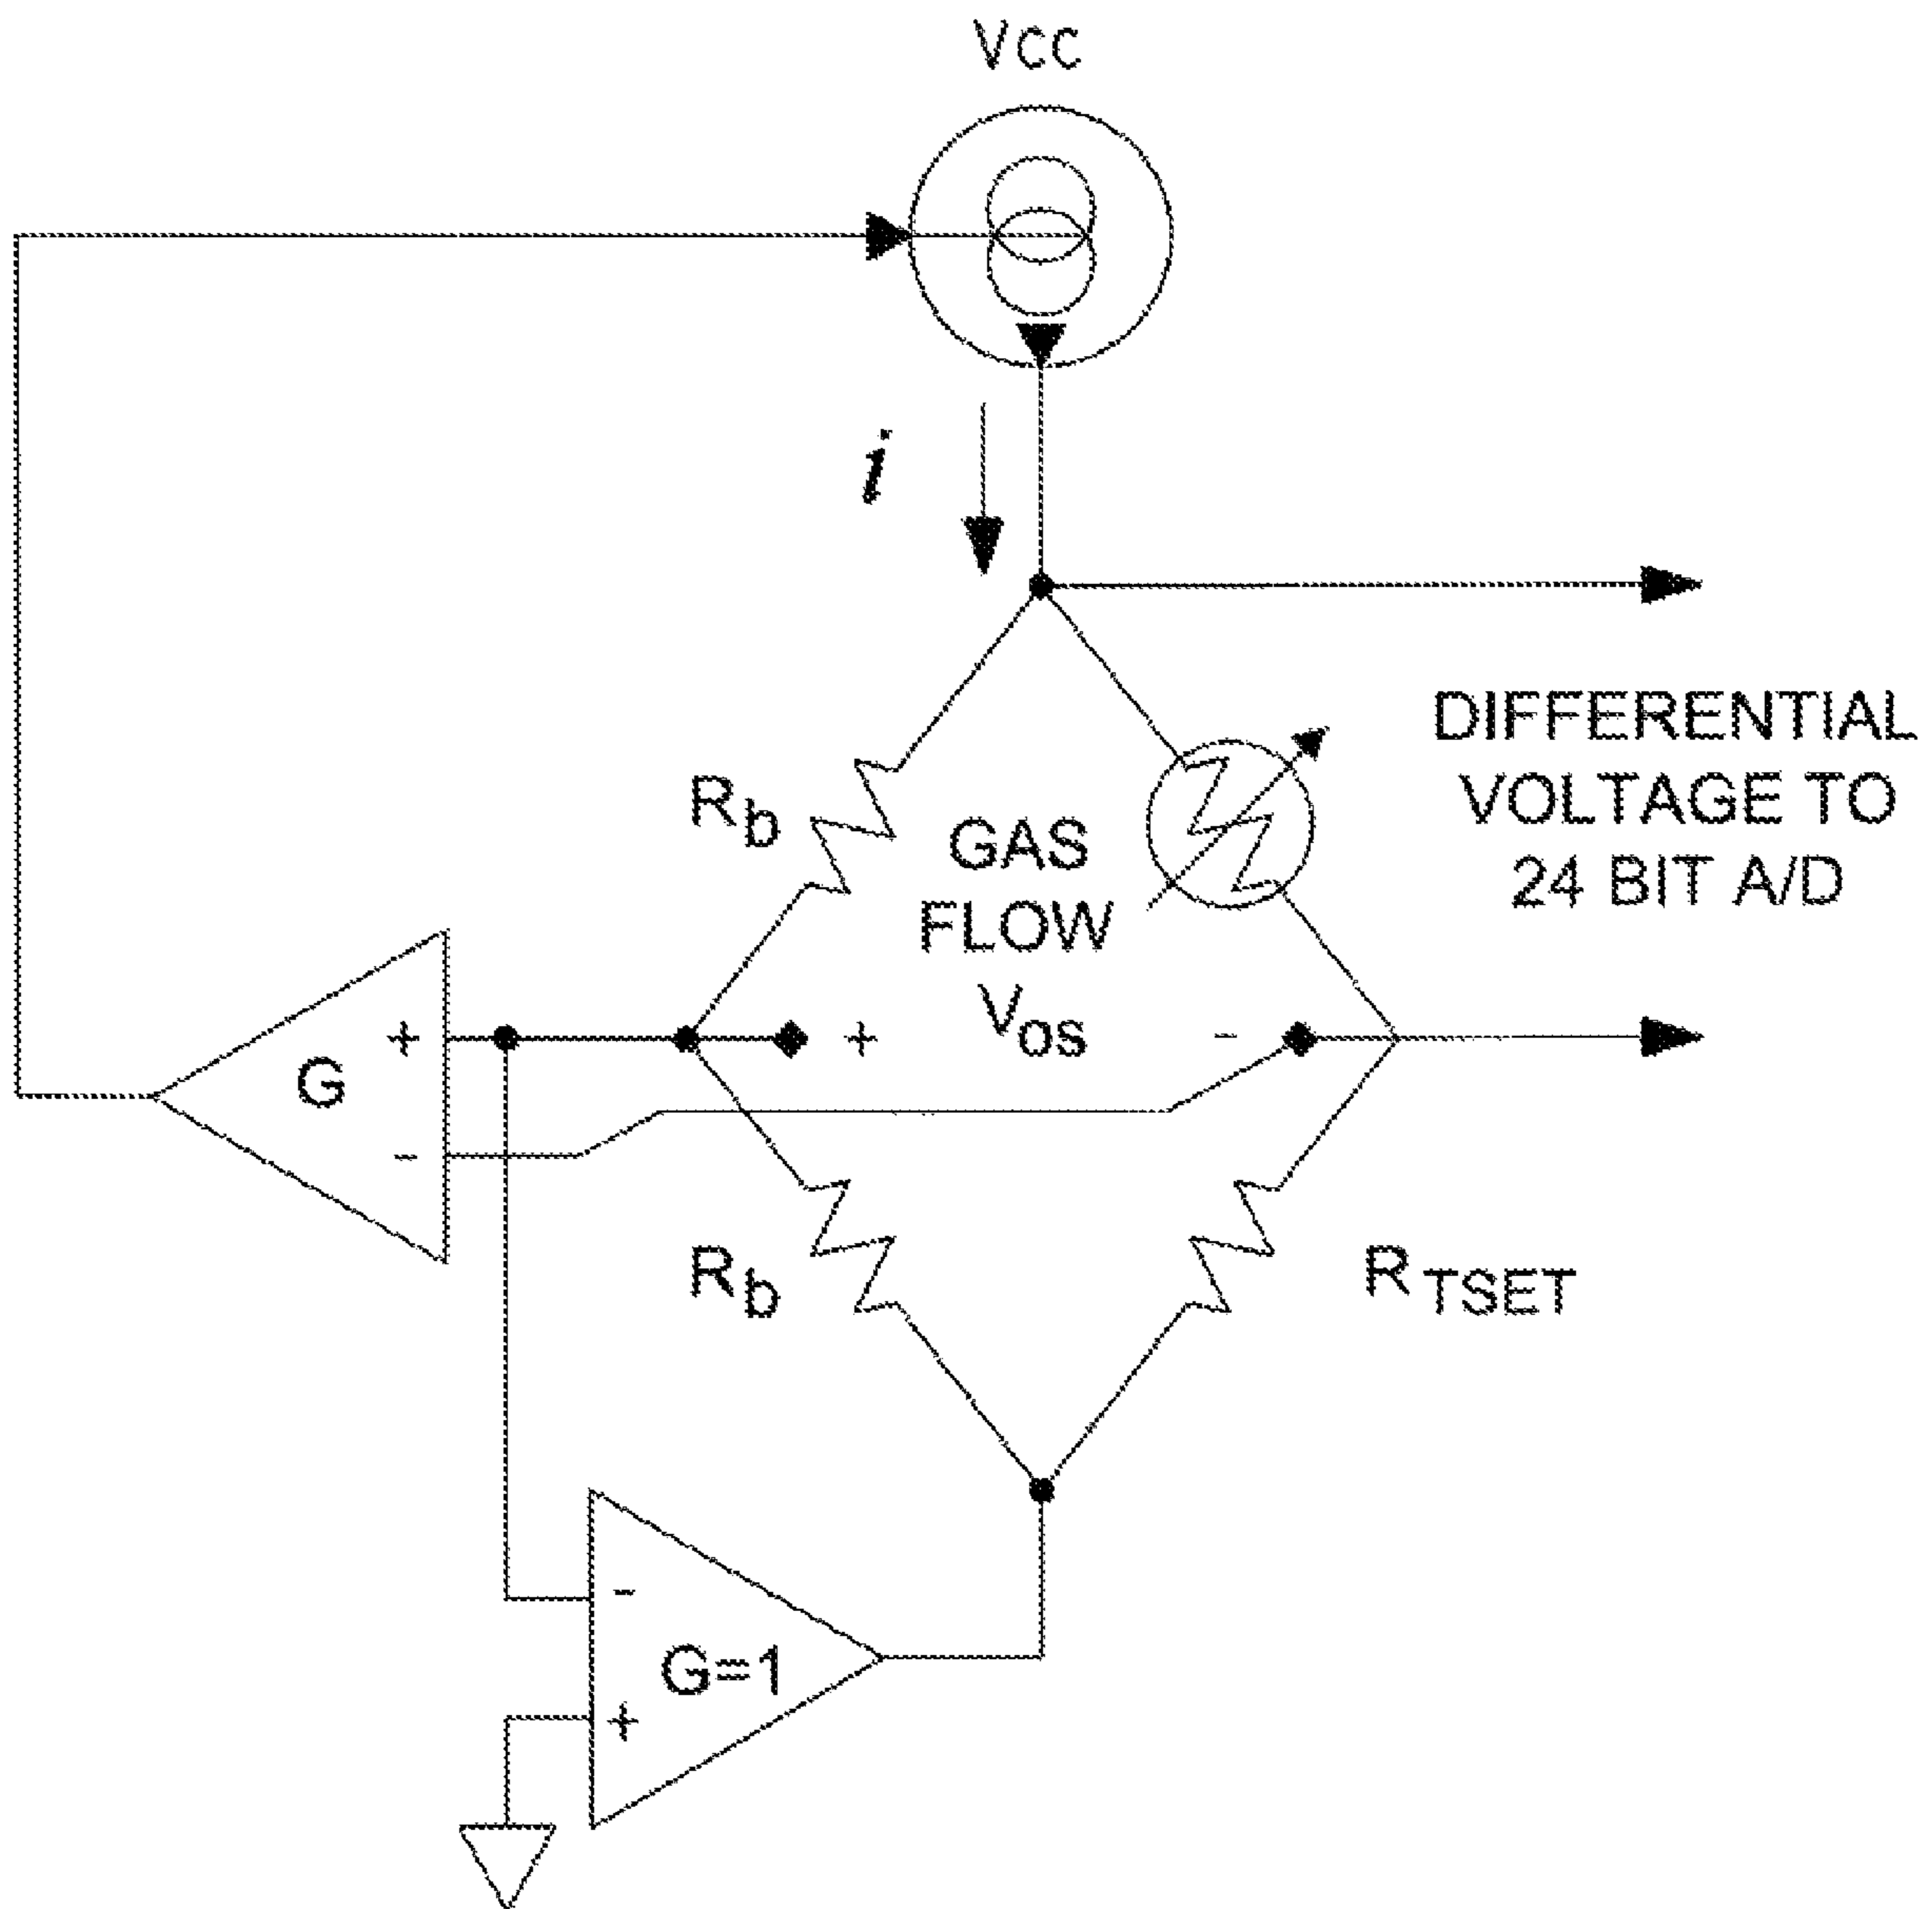 VCC
i
DIFFERENTIAL
VOLTAGE TO
24 BIT A/D
Rb
GAS
FLOW
VOS
+ -
+
G
-
Rb
RTSET
-
G=1
+